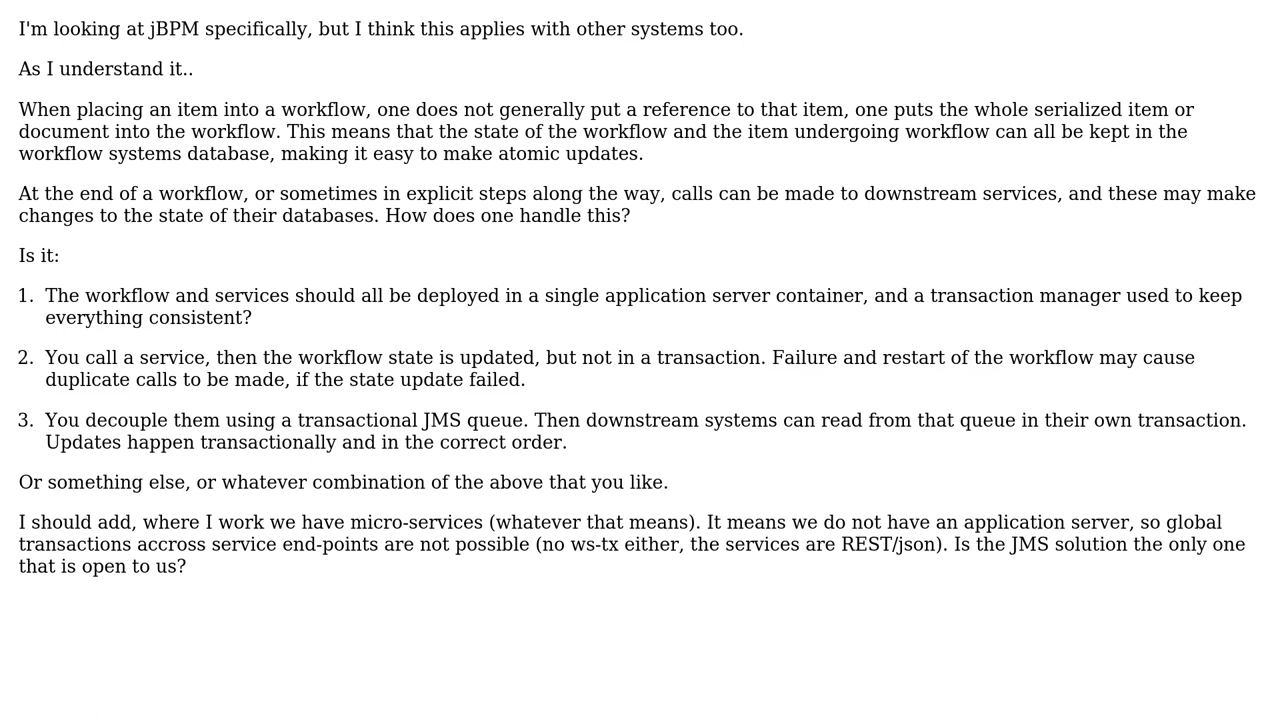 I'm looking at jBPM specifically, but I think this applies with other systems too.
As I understand it..
When placing an item into a workflow, one does not generally put a reference to that item, one puts the whole serialized item or
document into the workflow. This means that the state of the workflow and the item undergoing workflow can all be kept in the
workflow systems database, making it easy to make atomic updates.
At the end of a workflow, or sometimes in explicit steps along the way, calls can be made to downstream services, and these may make
changes to the state of their databases. How does one handle this?
Is it:
1. The workflow and services should all be deployed in a single application server container, and a transaction manager used to keep
everything consistent?
2. You call a service, then the workflow state is updated, but not in a transaction. Failure and restart of the workflow may cause
duplicate calls to be made, if the state update failed.
3. You decouple them using a transactional JMS queue. Then downstream systems can read from that queue in their own transaction.
Updates happen transactionally and in the correct order.
Or something else, or whatever combination of the above that you like.
I should add, where I work we have micro-services (whatever that means). It means we do not have an application server, so global
transactions accross service end-points are not possible (no ws-tx either, the services are REST/json). Is the JMS solution the only one
that is open to us?